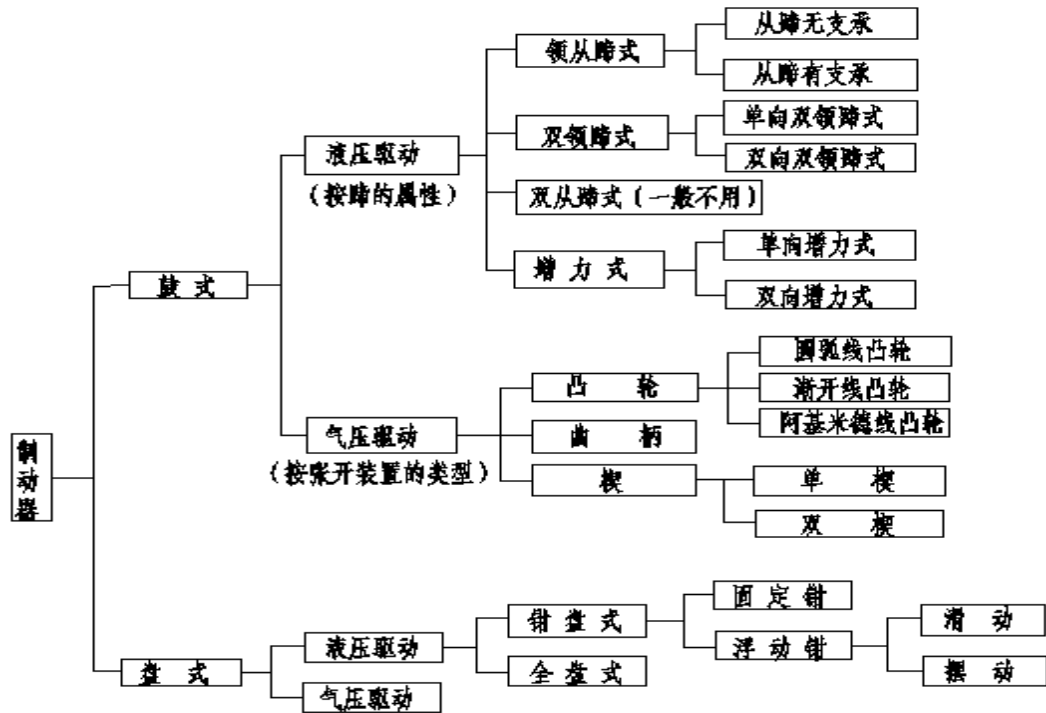 从蹄无支承
领从蹄式
从蹄有支承
单向双领蹄式
双领蹄式
液压驱动
双向双领蹄式
(按蹄的属性)
双从蹄式(一般不用)
单向增力式
增 力 式
鼓 式
双向增力式
圆弧线凸轮
凸 轮
渐开线凸轮
阿基米德线凸轮
气压驱动
曲 柄
制动器
(按张开装置的类型)
楔
单 楔
双 楔
固 定 钳
钳 盘 式
滑 动
液压驱动
浮 动 钳
盘 式
全 盘 式
摆 动
气压驱动